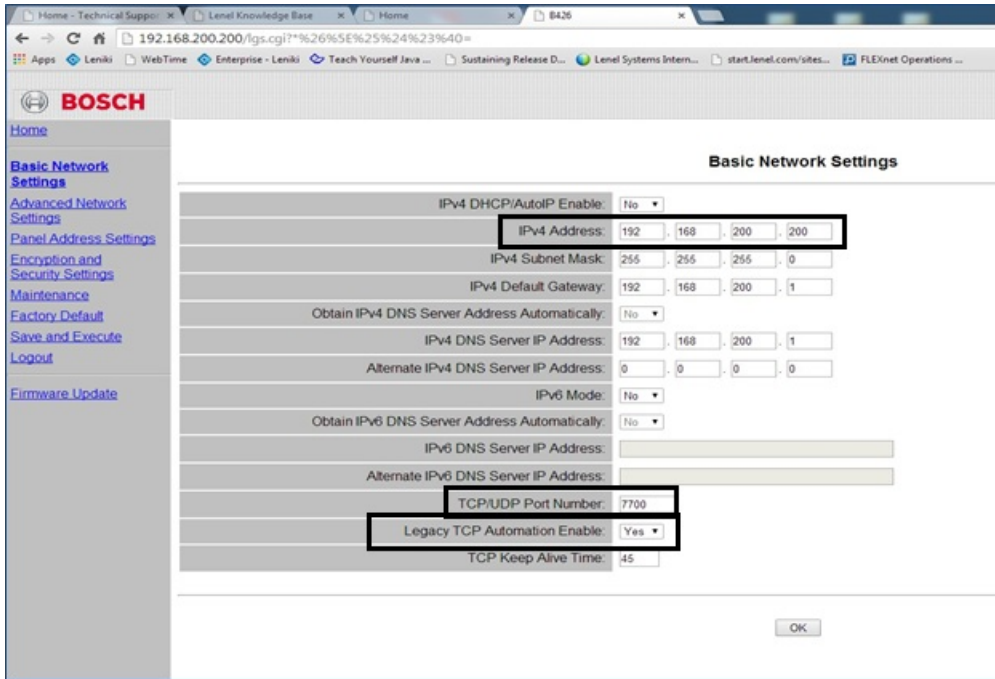 Home - Technical Suppor
Lenel Knowledge Base
Home
B426
192.168.200.200/lgs.cgi?*%26%5E%25%24%23%40=
Apps Leniki WebTime Enterprise - Leniki Teach Yourself Java ... Sustaining Release D... Lenel Systems Intern... start.lenel.com/sites... FLEXnet Operations ...
BOSCH
Home
Basic Network
Settings
Advanced Network
Settings
Panel Address Settings
Encryption and
Security Settings
Maintenance
Factory Default
Save and Execute
Logout
Firmware Update
Basic Network Settings
IPv4 DHCP/AutoIP Enable: No
IPv4 Address: 192 . 168 . 200 . 200
IPv4 Subnet Mask: 255 . 255 . 255 . 0
IPv4 Default Gateway: 192 . 168 . 200 . 1
Obtain IPv4 DNS Server Address Automatically: No
IPv4 DNS Server IP Address: 192 . 168 . 200 . 1
Alternate IPv4 DNS Server IP Address: 0 . 0 . 0 . 0
IPv6 Mode: No
Obtain IPv6 DNS Server Address Automatically: No
IPv6 DNS Server IP Address:
Alternate IPv6 DNS Server IP Address:
TCP/UDP Port Number: 7700
Legacy TCP Automation Enable: Yes
TCP Keep Alive Time: 45
OK